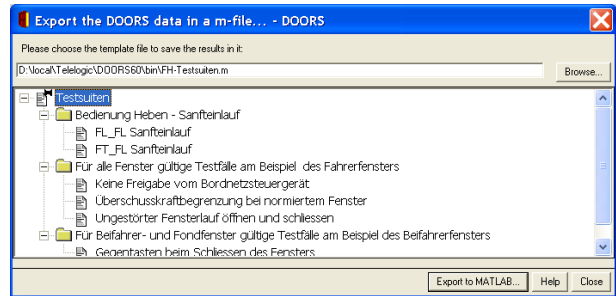 Export the DOORS data in a m-file... - DOORS
Please choose the template file to save the results in it:
D:\local\Telelogic\DOORS60\bin\FH-Testsuiten.m
Browse...
Testsuiten
Bedienung Heben - Sanfteinlauf
FL_FL Sanfteinlauf
FT_FL Sanfteinlauf
Für alle Fenster gültige Testfälle am Beispiel des Fahrerfensters
Keine Freigabe vom Bordnetzsteuergerät
Überschusskraftbegrenzung bei normiertem Fenster
Ungestörter Fensterlauf öffnen und schliessen
Für Beifahrer- und Fondfenster gültige Testfälle am Beispiel des Beifahrerfensters
Gegentasten beim Schliessen des Fensters
Export to MATLAB...
Help
Close